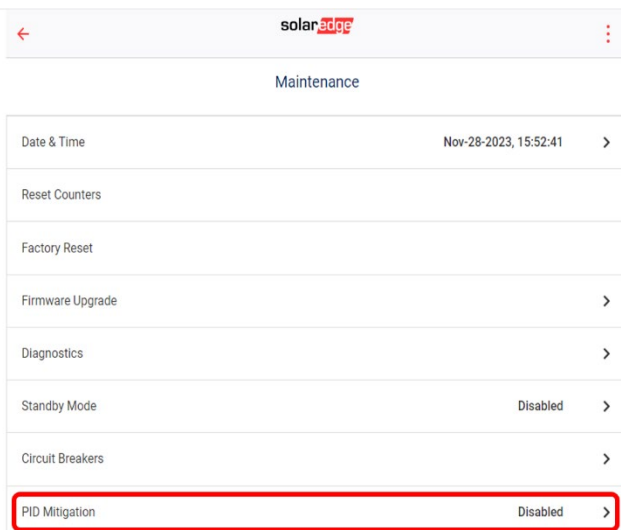 solaredge
Maintenance
Date & Time Nov-28-2023, 15:52:41
Reset Counters
Factory Reset
Firmware Upgrade
Diagnostics
Standby Mode Disabled
Circuit Breakers
PID Mitigation Disabled